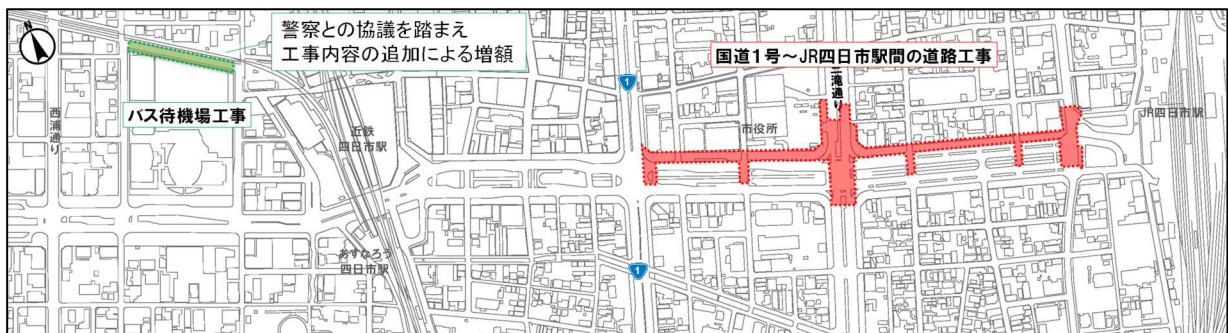 N
警察との協議を踏まえ
工事内容の追加による増額
バス待機場工事
西浦通り
近鉄
四日市駅
あすなろう
四日市駅
1
1
国道1号~JR四日市駅間の道路工事
三滝通り
市役所
JR四日市駅